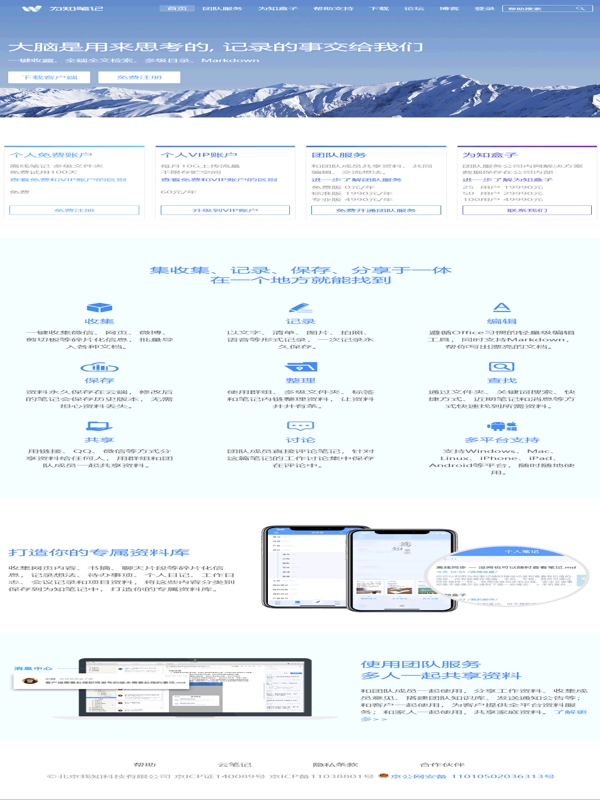 为知笔记
首页 团队服务 为知盒子 帮助支持 下载 论坛 博客 登录 帮助搜索
大脑是用来思考的, 记录的事交给我们
一键收藏、全端全文检索、多级目录、Markdown
下载客户端 免费注册
个人免费账户
离线笔记 多级文件夹
免费试用100天
查看免费和VIP账户的区别
免费
免费注册
个人VIP账户
每月10G上传流量
不限存贮空间
查看免费和VIP账户的区别
60元/年
升级到VIP账户
团队服务
和团队成员共享资料、共同
编辑、交流想法。
进一步了解团队服务
免费版 0元/年
标准版 1990元/年
专业版 4990元/年
免费开通团队服务
为知盒子
团队服务公司内网解决方案
数据保存在公司内部
进一步了解为知盒子
25 用户 19990元
50 用户 29990元
100用户 49990元
联系我们
集收集、记录、保存、分享于一体
在一个地方就能找到
收集
一键收集微信、网页、微博、
剪切板等碎片化信息，批量导
入各种文档。
记录
以文字、清单、图片、拍照、
语音等形式记录，一次记录永
久保存。
编辑
遵循Office习惯的轻量级编辑
工具，同时支持Markdown，
帮你写出漂亮的文档。
保存
资料永久保存在云端，修改后
的笔记会保存历史版本，无需
担心资料丢失。
整理
使用群组、多级文件夹、标签
和笔记内链整理资料，让资料
井井有条。
查找
通过文件夹、关键词搜索、快
捷方式、近期笔记和消息等方
式快速找到所需资料。
共享
用链接、QQ、微信等方式分
享资料给任何人，用群组和团
队成员一起共享资料。
讨论
团队成员直接评论笔记，针对
这篇笔记的工作讨论集中保存
在评论中。
多平台支持
支持Windows、Mac、
Linux、iPhone、iPad、
Android等平台，随时随地使
用。
打造你的专属资料库
收集网页内容、书摘、聊天片段等碎片化信
息，记录想法、待办事项、个人日记、工作日
志、会议记录和项目资料，将这些内容分类别
保存到为知笔记中，打造你的专属资料库。
个人笔记
离线同步 — 没网也可以随时查看笔记.md
消息中心
使用团队服务
多人一起共享资料
和团队成员一起使用，分享工作资料、收集成
员意见、搭建团队知识库、发送通知公告等；
和客户一起使用，为客户提供全平台资料服
务；和家人一起使用，共享家庭资料。了解更
多>>
帮助 云笔记 隐私条款 合作伙伴
©北京我知科技有限公司 京ICP证140089号 京ICP备11038801号 京公网安备 11010502036313号